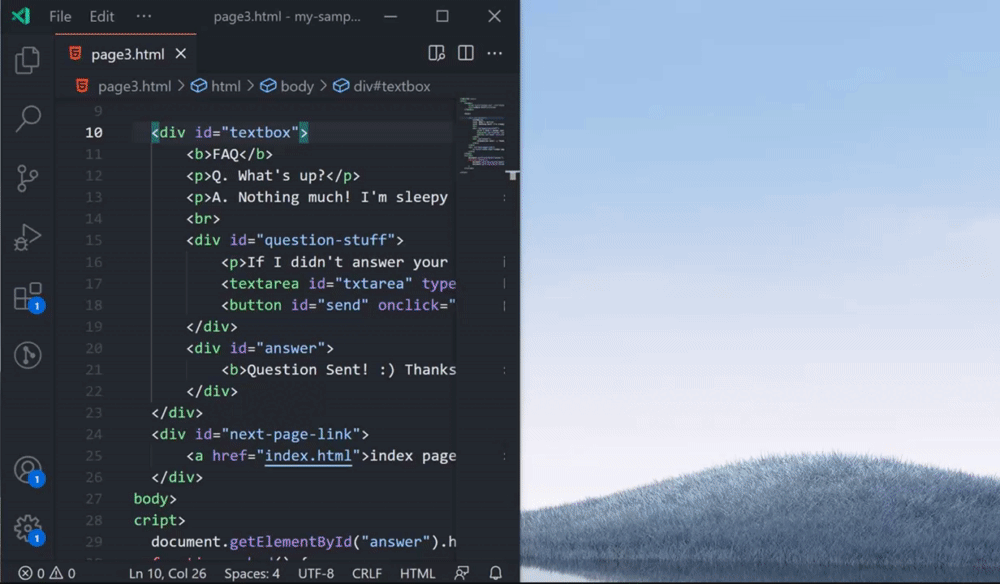 File Edit ··· page3.html - my-samp...
page3.html
page3.html > html > body > div#textbox
9
10 <div id="textbox">
11 <b>FAQ</b>
12 <p>Q. What's up?</p>
13 <p>A. Nothing much! I'm sleepy
14 <br>
15 <div id="question-stuff">
16 <p>If I didn't answer your
17 <textarea id="txtarea" type
18 <button id="send" onclick="
19 </div>
20 <div id="answer">
21 <b>Question Sent! :) Thanks
22 </div>
23 </div>
24 <div id="next-page-link">
25 <a href="index.html">index page
26 </div>
27 body>
28 cript>
29 document.getElementById("answer").h
1
1
1
0 0 Ln 10, Col 26 Spaces: 4 UTF-8 CRLF HTML